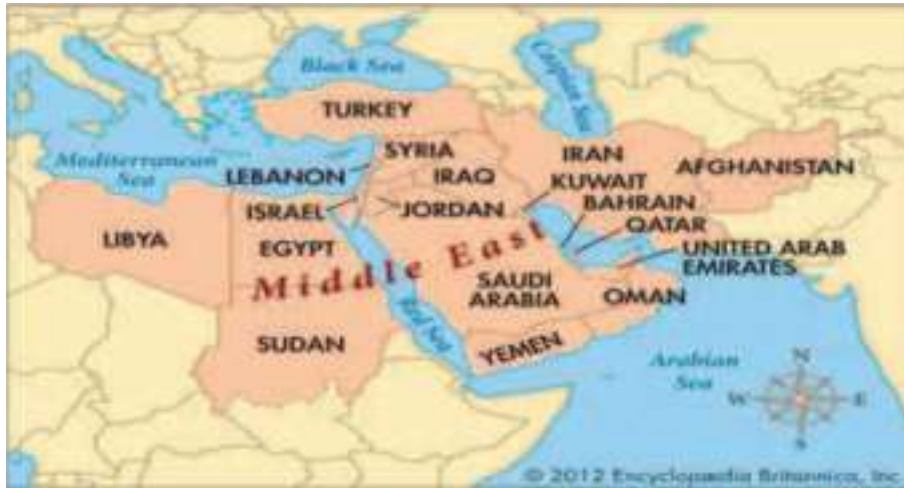 Black Sea
Caspian Sea
TURKEY
Mediterranean
Sea
SYRIA
LEBANON
IRAQ
IRAN
AFGHANISTAN
ISRAEL
JORDAN
KUWAIT
BAHRAIN
QATAR
LIBYA
EGYPT
Middle East
UNITED ARAB
EMIRATES
SAUDI
ARABIA
OMAN
Red Sea
SUDAN
YEMEN
Arabian
Sea
N
W
E
S
© 2012 Encyclopædia Britannica, Inc